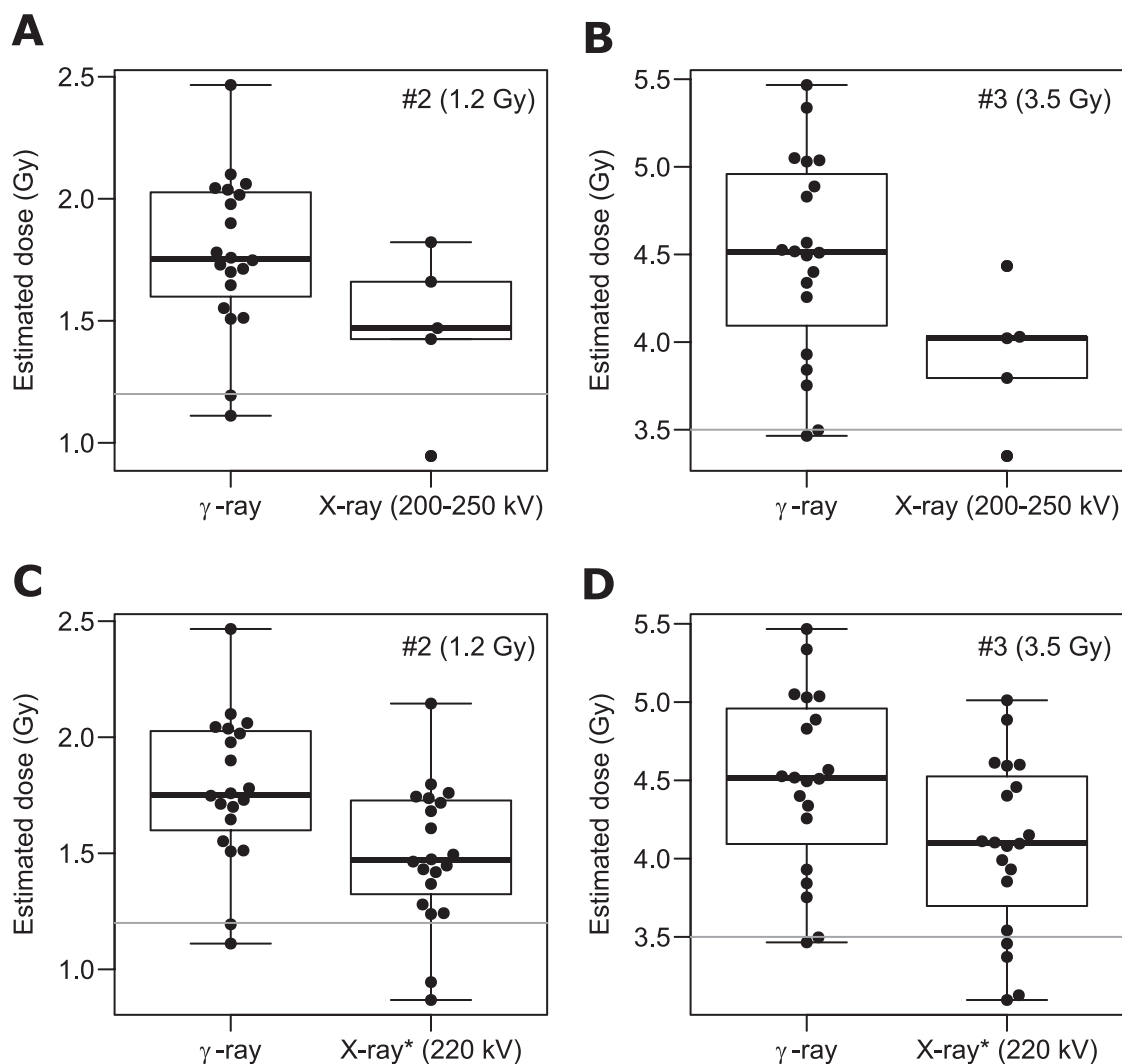 A
B
2.5
2.0
1.5
1.0
Estimated dose (Gy)
#2 (1.2 Gy)
γ-ray
X-ray (200-250 kV)
5.5
5.0
4.5
4.0
3.5
Estimated dose (Gy)
#3 (3.5 Gy)
γ-ray
X-ray (200-250 kV)
C
D
2.5
2.0
1.5
1.0
Estimated dose (Gy)
#2 (1.2 Gy)
γ-ray
X-ray* (220 kV)
5.5
5.0
4.5
4.0
3.5
Estimated dose (Gy)
#3 (3.5 Gy)
γ-ray
X-ray* (220 kV)